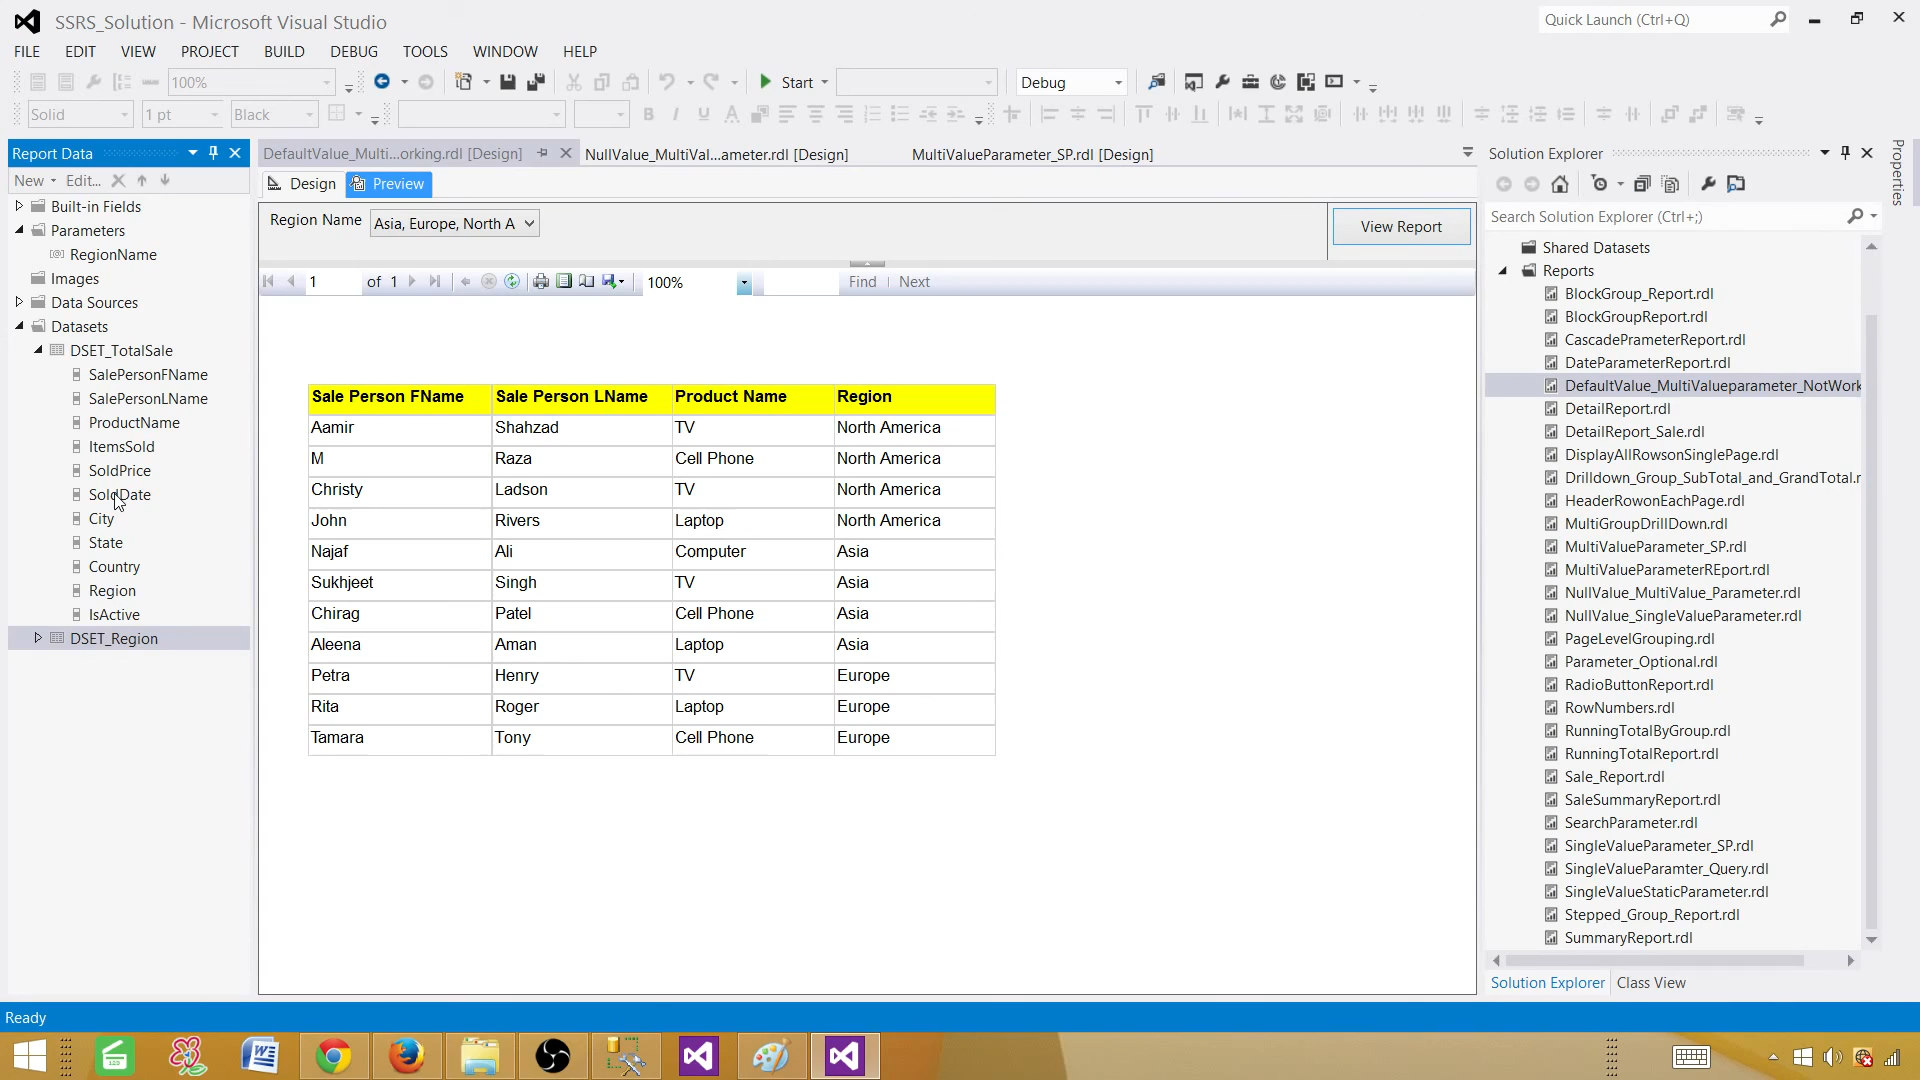 SSRS_Solution - Microsoft Visual Studio
Quick Launch (Ctrl+Q)
FILE EDIT VIEW PROJECT BUILD DEBUG TOOLS WINDOW HELP
100%
Start
Debug
Solid
1 pt
Black
Report Data
New Edit...
Built-in Fields
Parameters
RegionName
Images
Data Sources
Datasets
DSET_TotalSale
SalePersonFName
SalePersonLName
ProductName
ItemsSold
SoldPrice
SoldDate
City
State
Country
Region
IsActive
DSET_Region
DefaultValue_Multi...orking.rdl [Design]
NullValue_MultiVal...ameter.rdl [Design]
MultiValueParameter_SP.rdl [Design]
Design
Preview
Region Name Asia, Europe, North A
View Report
1 of 1
100%
Find | Next
Sale Person FName Sale Person LName Product Name Region
Aamir Shahzad TV North America
M Raza Cell Phone North America
Christy Ladson TV North America
John Rivers Laptop North America
Najaf Ali Computer Asia
Sukhjeet Singh TV Asia
Chirag Patel Cell Phone Asia
Aleena Aman Laptop Asia
Petra Henry TV Europe
Rita Roger Laptop Europe
Tamara Tony Cell Phone Europe
Solution Explorer
Search Solution Explorer (Ctrl+;)
Shared Datasets
Reports
BlockGroup_Report.rdl
BlockGroupReport.rdl
CascadePrameterReport.rdl
DateParameterReport.rdl
DefaultValue_MultiValueparameter_NotWork
DetailReport.rdl
DetailReport_Sale.rdl
DisplayAllRowsonSinglePage.rdl
Drilldown_Group_SubTotal_and_GrandTotal.r
HeaderRowonEachPage.rdl
MultiGroupDrillDown.rdl
MultiValueParameter_SP.rdl
MultiValueParameterREport.rdl
NullValue_MultiValue_Parameter.rdl
NullValue_SingleValueParameter.rdl
PageLevelGrouping.rdl
Parameter_Optional.rdl
RadioButtonReport.rdl
RowNumbers.rdl
RunningTotalByGroup.rdl
RunningTotalReport.rdl
Sale_Report.rdl
SaleSummaryReport.rdl
SearchParameter.rdl
SingleValueParameter_SP.rdl
SingleValueParamter_Query.rdl
SingleValueStaticParameter.rdl
Stepped_Group_Report.rdl
SummaryReport.rdl
Solution Explorer
Class View
Properties
Ready